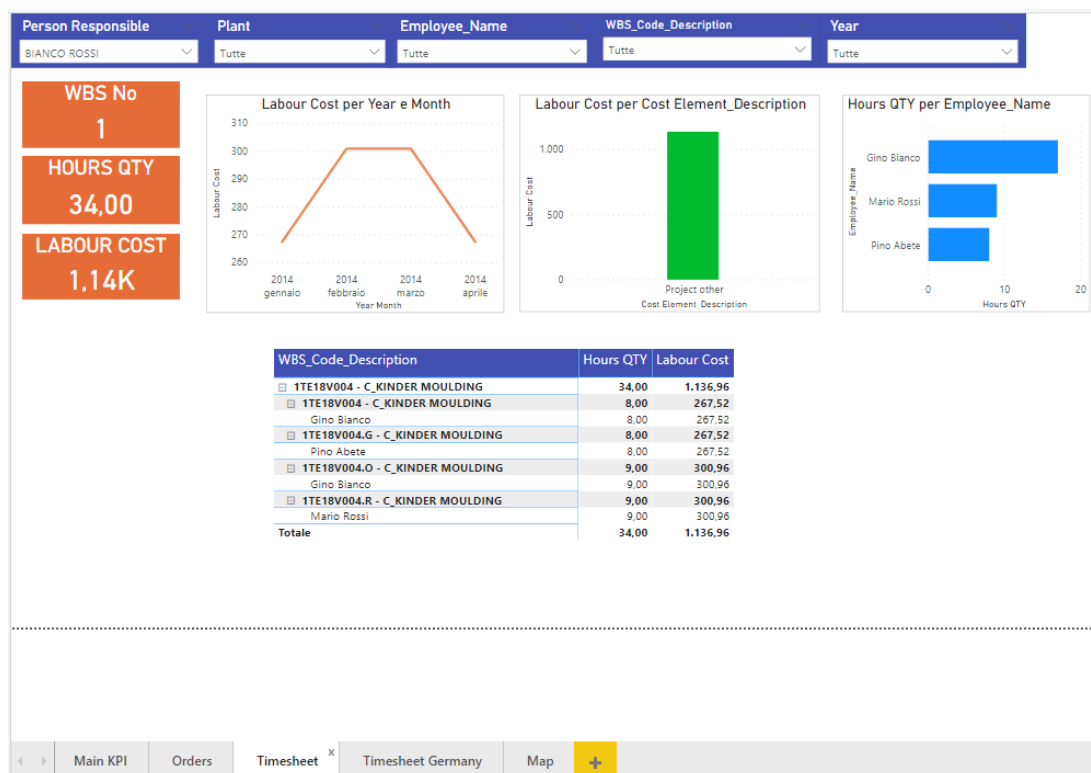 Person Responsible Plant Employee_Name WBS_Code_Description Year
BIANCO ROSSI Tutte Tutte Tutte Tutte
WBS No
1
HOURS QTY
34,00
LABOUR COST
1,14K
Labour Cost per Year e Month
Labour Cost
310
300
290
280
270
260
2014 2014 2014 2014
gennaio febbraio marzo aprile
Year Month
Labour Cost per Cost Element_Description
Labour Cost
1.000
500
0
Project other
Cost Element_Description
Hours QTY per Employee_Name
Employee_Name
Gino Bianco
Mario Rossi
Pino Abete
0 10 20
Hours QTY
WBS_Code_Description Hours QTY Labour Cost
1TE18V004 - C_KINDER MOULDING 34,00 1.136,96
1TE18V004 - C_KINDER MOULDING 8,00 267,52
Gino Bianco 8,00 267,52
1TE18V004.G - C_KINDER MOULDING 8,00 267,52
Pino Abete 8,00 267,52
1TE18V004.O - C_KINDER MOULDING 9,00 300,96
Gino Bianco 9,00 300,96
1TE18V004.R - C_KINDER MOULDING 9,00 300,96
Mario Rossi 9,00 300,96
Totale 34,00 1.136,96
Main KPI Orders Timesheet x Timesheet Germany Map +